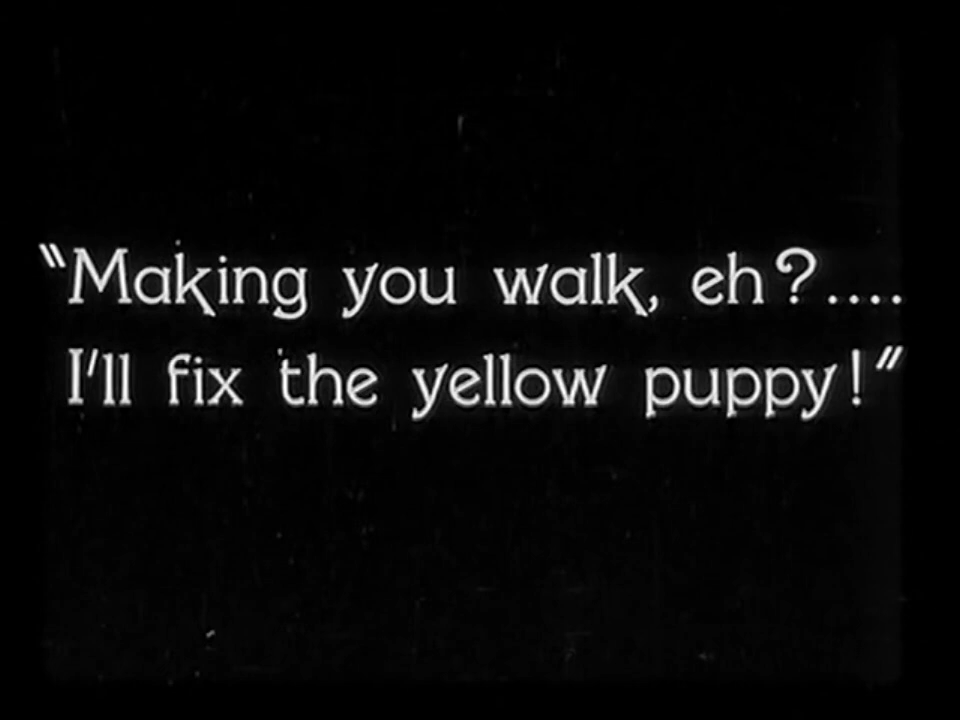 "Making you walk, eh?....
I'll fix the yellow puppy!"